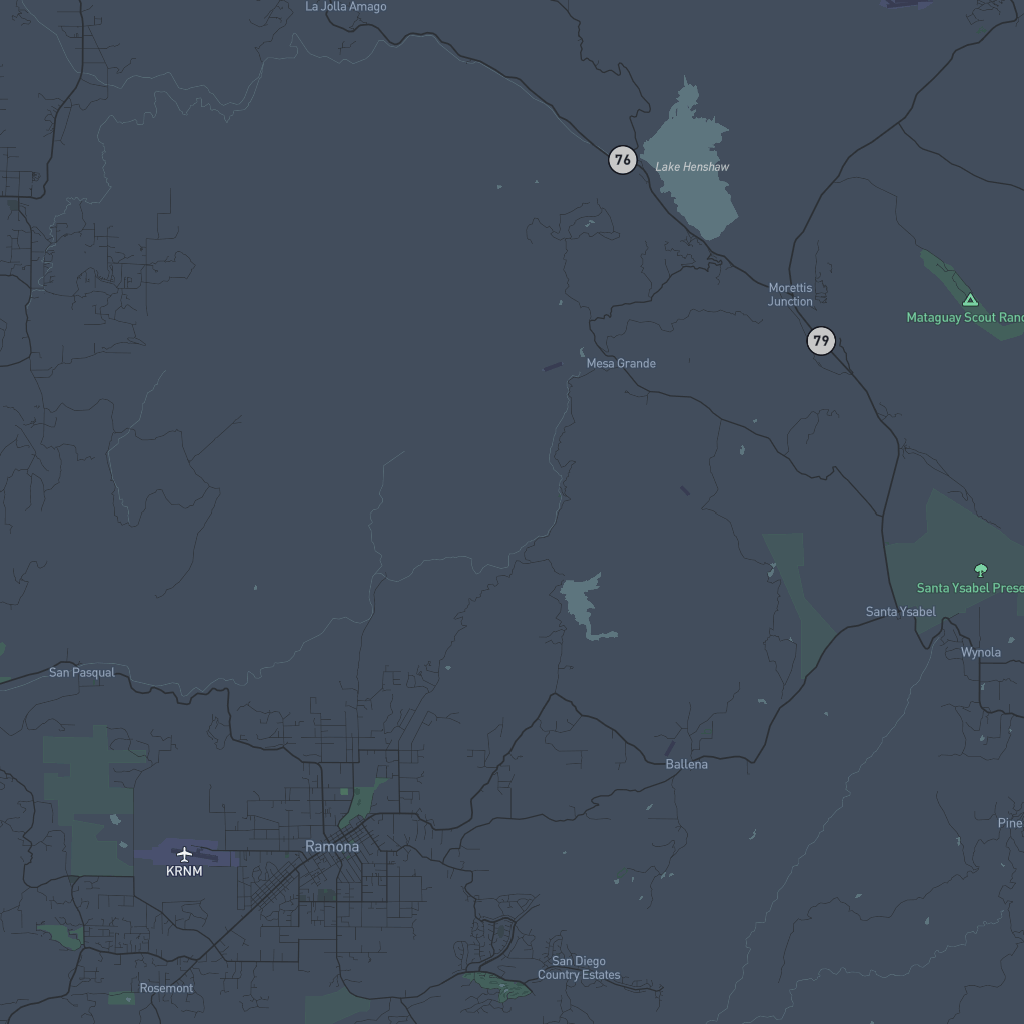 La Jolla Amago
76
Lake Henshaw
Morettis
Junction
Mataguay Scout Ranc
79
Mesa Grande
Santa Ysabel Prese
Santa Ysabel
Wynola
San Pasqual
Ballena
Pine
Ramona
KRNM
San Diego
Country Estates
Rosemont